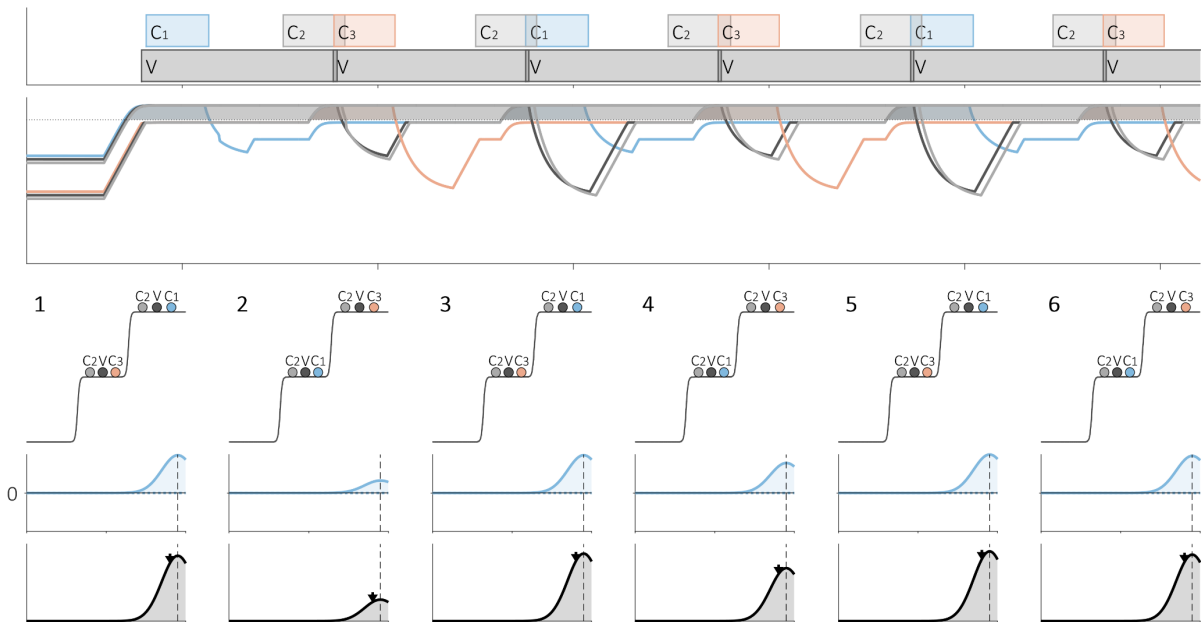 C1 C2 C3 C2 C1 C2 C3 C2 C1 C2 C3
V V V V V V
1 2 3 4 5 6
C2 V C1 C2 V C3 C2 V C1 C2 V C3 C2 V C1 C2 V C3
C2 V C3 C2 V C1 C2 V C3 C2 V C1 C2 V C3 C2 V C1
0